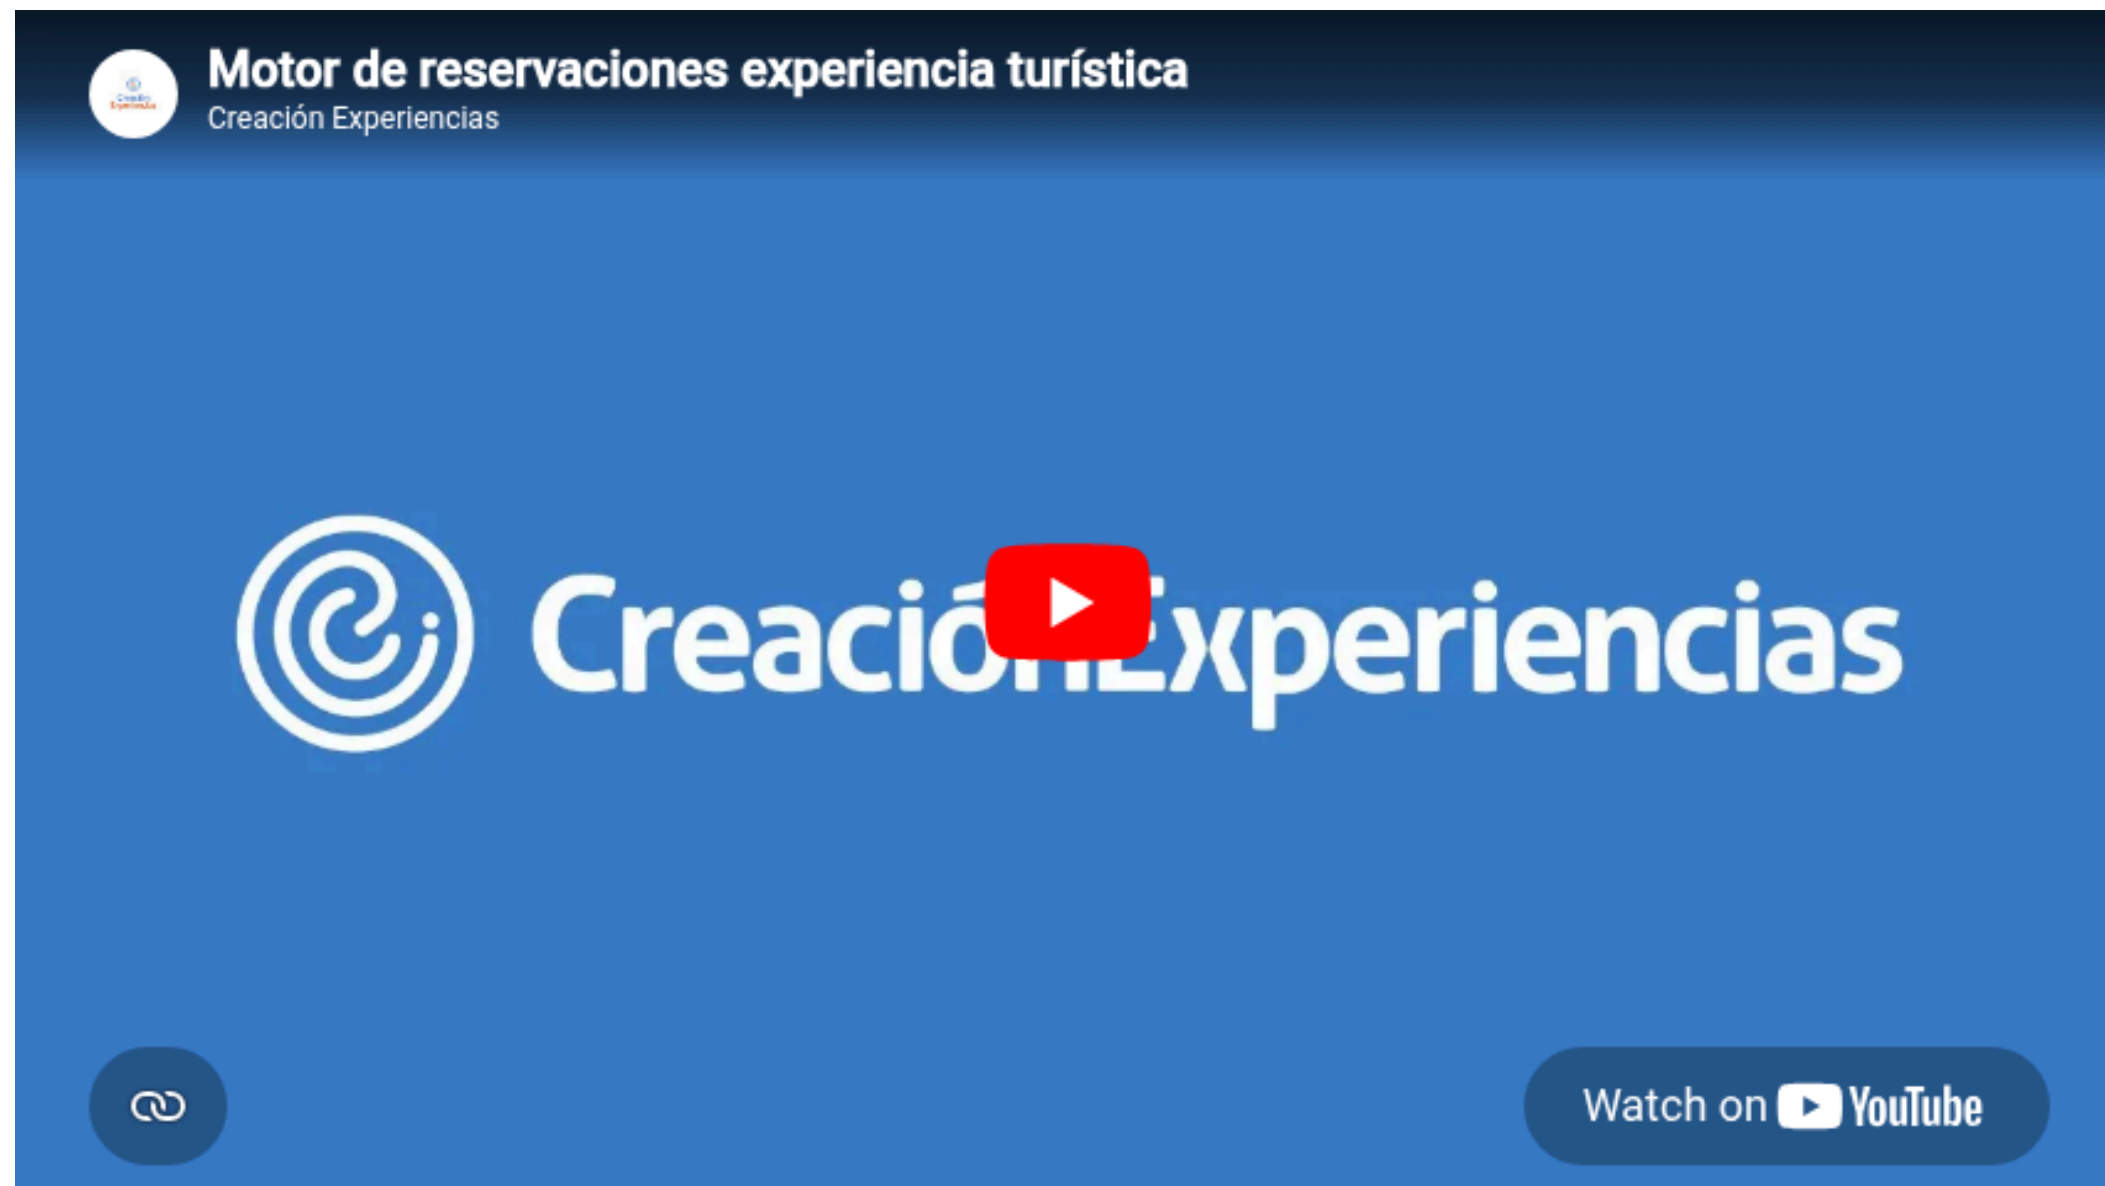 Motor de reservaciones experiencia turística
Creación Experiencias
CreaciónExperiencias
Watch on YouTube